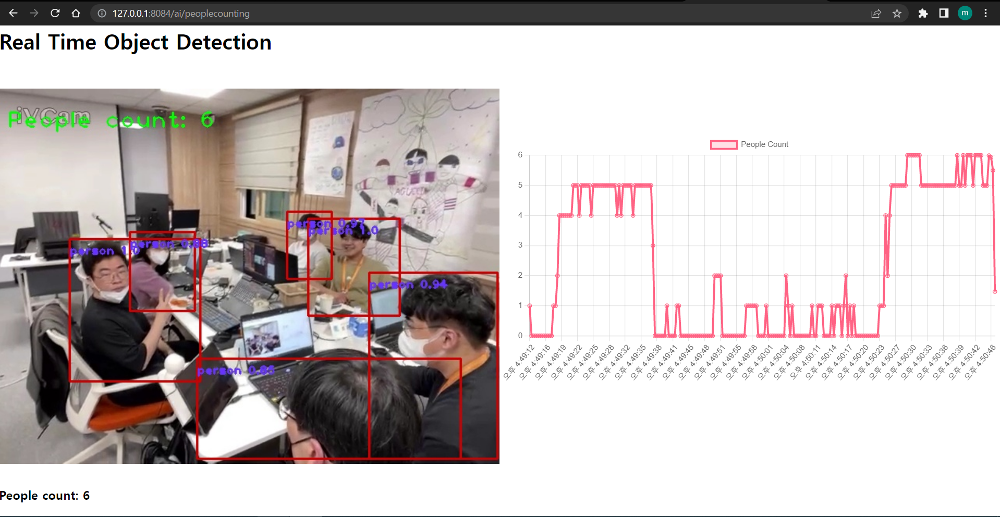 127.0.0.1:8084/ai/peoplecounting
m
Real Time Object Detection
iVCam
People count: 6
person 0.97
person 1.0
person 0.88
person 1.0
person 0.94
person 0.85
People Count
6
5
4
3
2
1
0
오후 4:49:12
오후 4:49:16
오후 4:49:19
오후 4:49:22
오후 4:49:25
오후 4:49:28
오후 4:49:32
오후 4:49:35
오후 4:49:38
오후 4:49:41
오후 4:49:45
오후 4:49:48
오후 4:49:51
오후 4:49:55
오후 4:49:58
오후 4:50:01
오후 4:50:04
오후 4:50:08
오후 4:50:11
오후 4:50:14
오후 4:50:17
오후 4:50:20
오후 4:50:23
오후 4:50:27
오후 4:50:30
오후 4:50:33
오후 4:50:36
오후 4:50:39
오후 4:50:42
오후 4:50:46
People count: 6